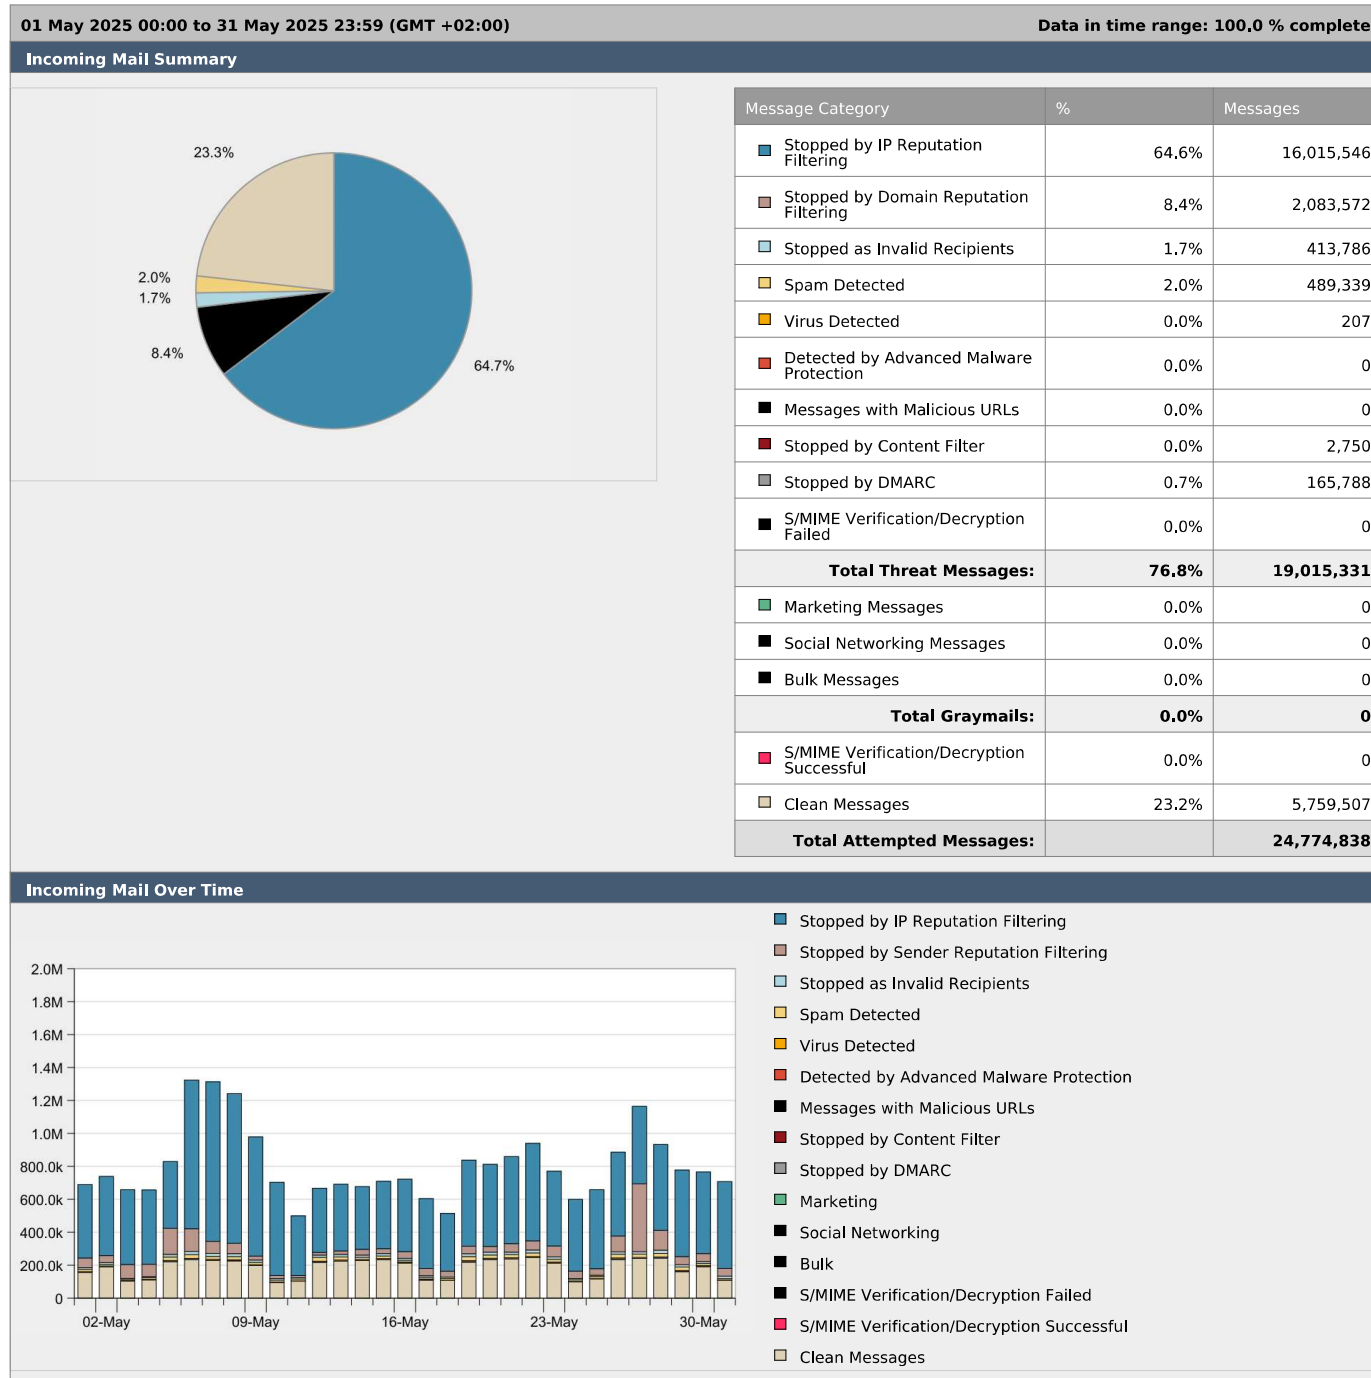 01 May 2025 00:00 to 31 May 2025 23:59 (GMT +02:00) Data in time range: 100.0 % complete
Incoming Mail Summary
23.3%
2.0%
1.7%
8.4%
64.7%
Message Category % Messages
Stopped by IP Reputation
Filtering 64.6% 16,015,546
Stopped by Domain Reputation
Filtering 8.4% 2,083,572
Stopped as Invalid Recipients 1.7% 413,786
Spam Detected 2.0% 489,339
Virus Detected 0.0% 207
Detected by Advanced Malware
Protection 0.0% 0
Messages with Malicious URLs 0.0% 0
Stopped by Content Filter 0.0% 2,750
Stopped by DMARC 0.7% 165,788
S/MIME Verification/Decryption
Failed 0.0% 0
Total Threat Messages: 76.8% 19,015,331
Marketing Messages 0.0% 0
Social Networking Messages 0.0% 0
Bulk Messages 0.0% 0
Total Graymails: 0.0% 0
S/MIME Verification/Decryption
Successful 0.0% 0
Clean Messages 23.2% 5,759,507
Total Attempted Messages: 24,774,838
Incoming Mail Over Time
2.0M
1.8M
1.6M
1.4M
1.2M
1.0M
800.0k
600.0k
400.0k
200.0k
0
02-May 09-May 16-May 23-May 30-May
Stopped by IP Reputation Filtering
Stopped by Sender Reputation Filtering
Stopped as Invalid Recipients
Spam Detected
Virus Detected
Detected by Advanced Malware Protection
Messages with Malicious URLs
Stopped by Content Filter
Stopped by DMARC
Marketing
Social Networking
Bulk
S/MIME Verification/Decryption Failed
S/MIME Verification/Decryption Successful
Clean Messages